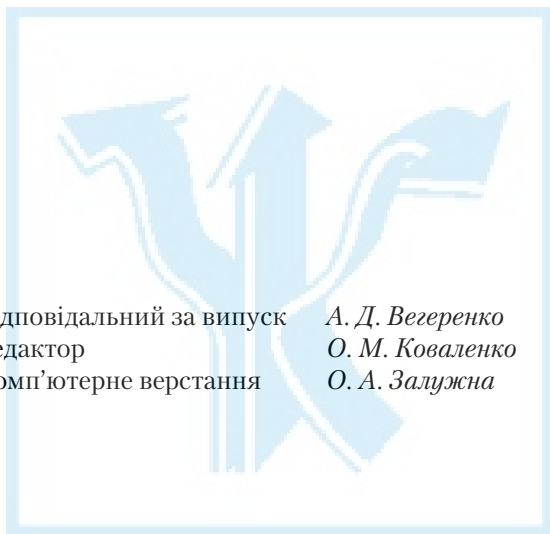 дповідальний за випуск А. Д. Вегеренко
едактор О. М. Коваленко
омп’ютерне верстання О. А. Залужна